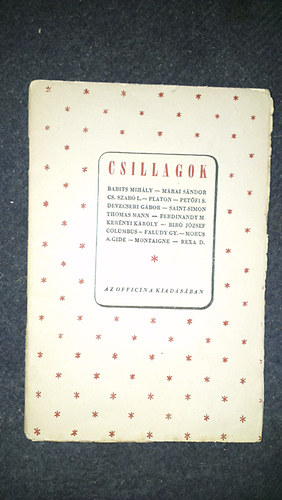 CSILLAGOK
BABITS MIHÁLY — MÁRAI SÁNDOR
CS. SZABÓ L. — PLATON — PETŐFI S.
DEVECSERI GÁBOR — SAINT-SIMON
THOMAS MANN — FERDINANDY M.
KERÉNYI KÁROLY — BIRÓ JÓZSEF
COLUMBUS — FALUDY GY. — MORUS
A. GIDE — MONTAIGNE — REXA D.
AZ OFFICINA KIADÁSÁBAN